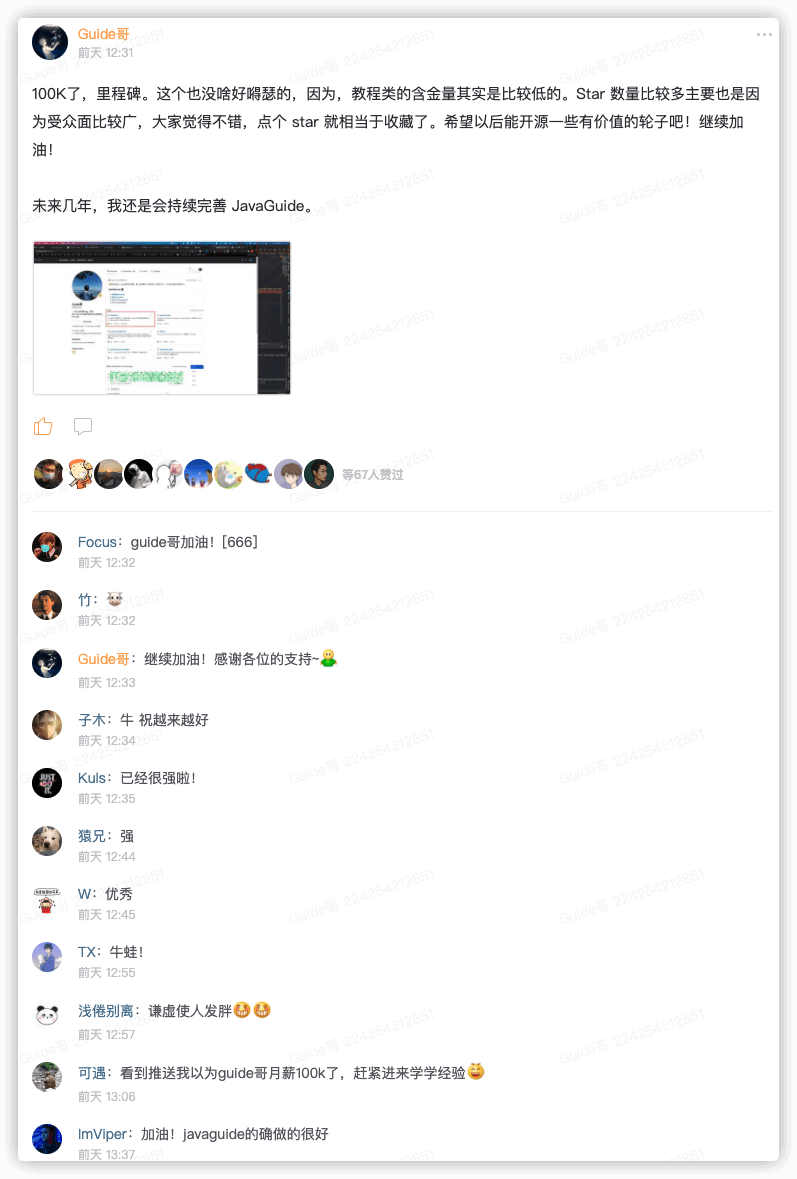 Guide哥
前天 12:31
100K了，里程碑。这个也没啥好嘚瑟的，因为，教程类的含金量其实是比较低的。Star 数量比较多主要也是因
为受众面比较广，大家觉得不错，点个 star 就相当于收藏了。希望以后能开源一些有价值的轮子吧！继续加
油！
未来几年，我还是会持续完善 JavaGuide。
等67人赞过
Focus：guide哥加油！[666]
前天 12:32
竹：
前天 12:32
Guide哥：继续加油！感谢各位的支持~
前天 12:33
子木：牛 祝越来越好
前天 12:34
Kuls：已经很强啦！
前天 12:35
JUST
DO
IT.
猿兄：强
前天 12:44
W：优秀
前天 12:45
TX：牛蛙！
前天 12:55
浅倦别离：谦虚使人发胖
前天 12:57
可遇：看到推送我以为guide哥月薪100k了，赶紧进来学学经验
前天 13:06
ImViper：加油！javaguide的确做的很好
前天 13:37
Guide哥 224254212851